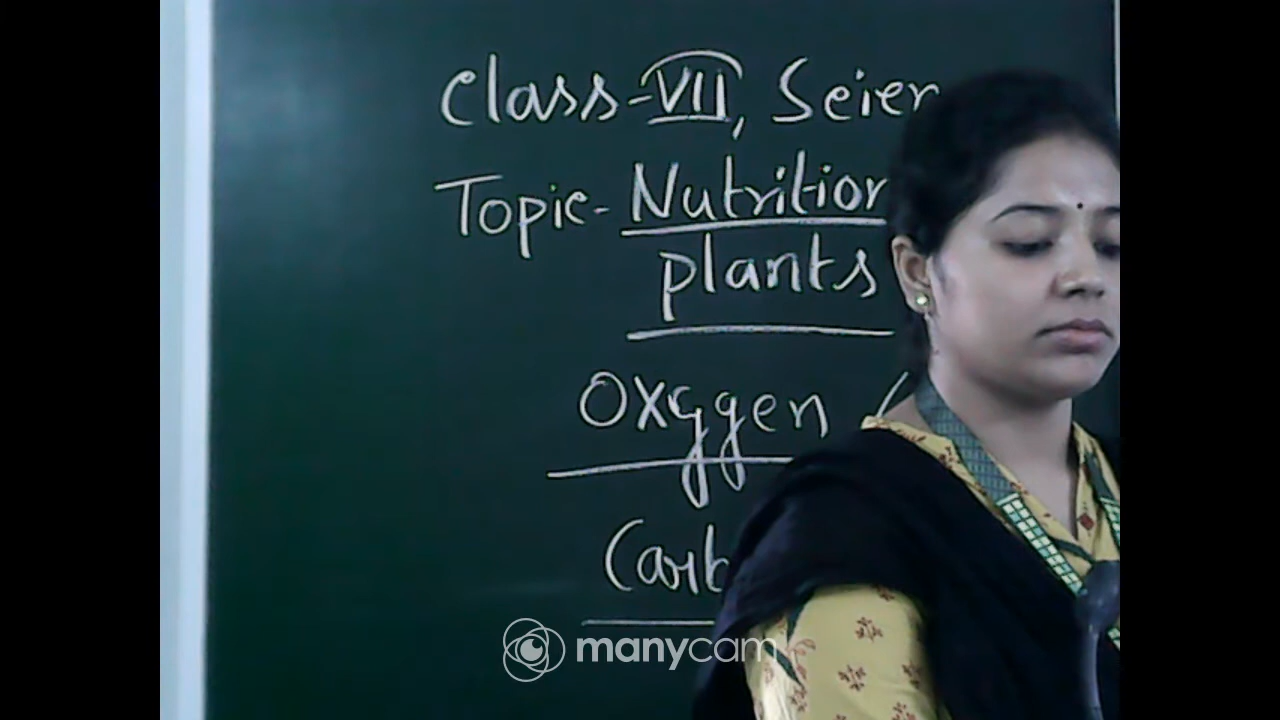 Class-VII, Scien
Topic- Nutrition
plants
Oxygen
Carb
manycam